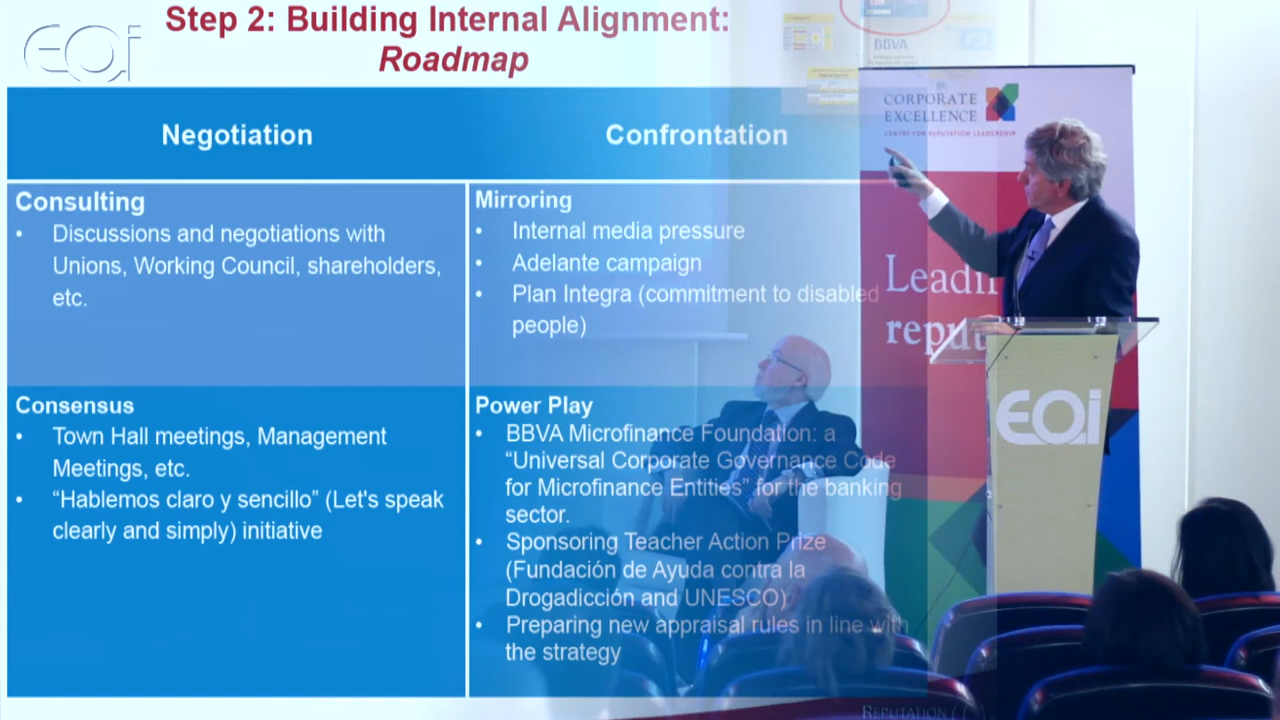 Step 2: Building Internal Alignment:
Roadmap
EOi
BBVA
CORPORATE
EXCELLENCE
CENTRE FOR REPUTATION LEADERSHIP
Negotiation
Confrontation
Consulting
• Discussions and negotiations with
Unions, Working Council, shareholders,
etc.
Mirroring
• Internal media pressure
• Adelante campaign
• Plan Integra (commitment to disabled
people)
Consensus
• Town Hall meetings, Management
Meetings, etc.
• “Hablemos claro y sencillo” (Let's speak
clearly and simply) initiative
Power Play
• BBVA Microfinance Foundation: a
“Universal Corporate Governance Code
for Microfinance Entities” for the banking
sector.
• Sponsoring Teacher Action Prize
(Fundación de Ayuda contra la
Drogadicción and UNESCO)
• Preparing new appraisal rules in line with
the strategy
EOi
REPUTATION